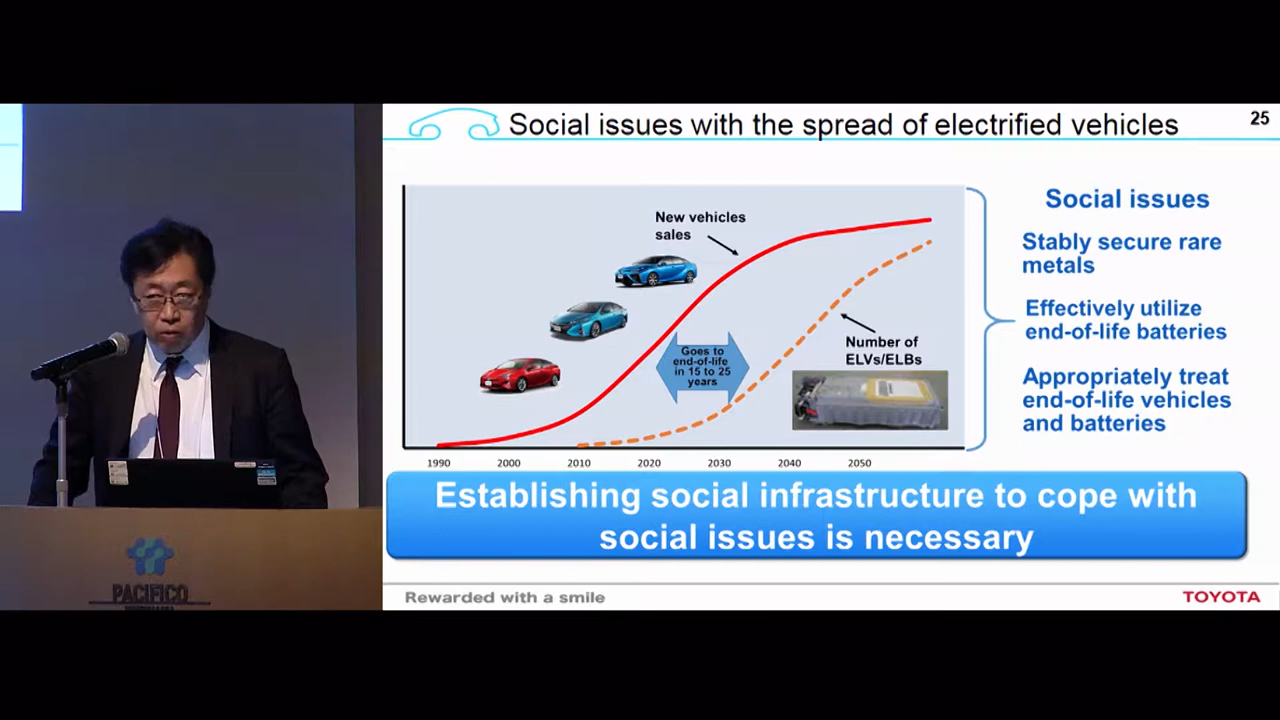 Social issues with the spread of electrified vehicles
25
New vehicles
sales
Goes to
end-of-life
in 15 to 25
years
Number of
ELVs/ELBs
1990 2000 2010 2020 2030 2040 2050
Social issues
Stably secure rare
metals
Effectively utilize
end-of-life batteries
Appropriately treat
end-of-life vehicles
and batteries
Establishing social infrastructure to cope with
social issues is necessary
Rewarded with a smile
TOYOTA
PACIFICO